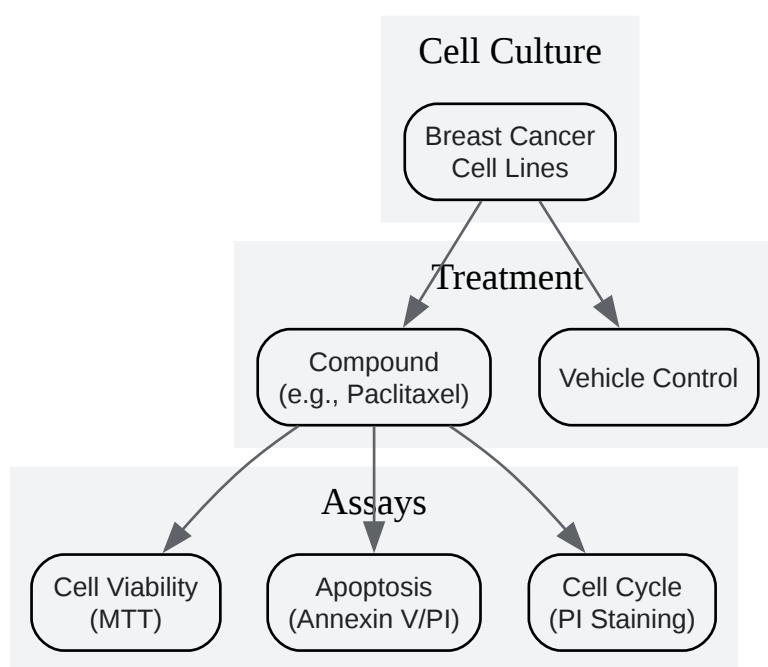 Cell Culture
Breast Cancer
Cell Lines
Treatment
Compound
(e.g., Paclitaxel)
Vehicle Control
Assays
Cell Viability
(MTT)
Apoptosis
(Annexin V/PI)
Cell Cycle
(PI Staining)